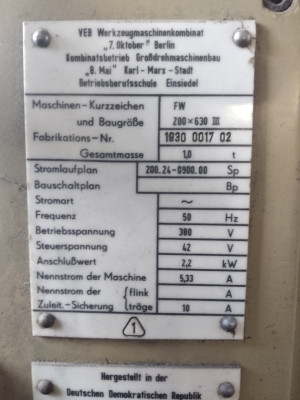 VEB Werkzeugmaschinenkombinat
„7. Oktober" Berlin
Kombinatsbetrieb Großdrehmaschinenbau
„8. Mai" Karl-Marx-Stadt
Betriebsberufsschule Einsiedel
Maschinen-Kurzzeichen FW
und Baugröße 200×630 III
Fabrikations-Nr. 1830 0017 02
Gesamtmasse 1,0 t
Stromlaufplan 200.24-0900.00 Sp
Bauschaltplan Bp
Stromart ~
Frequenz 50 Hz
Betriebsspannung 380 V
Steuerspannung 42 V
Anschlußwert 2,2 kW
Nennstrom der Maschine 5,33 A
Nennstrom der { flink A
Zuleit.-Sicherung { träge 10 A
1
Hergestellt in der
Deutschen Demokratischen Republik